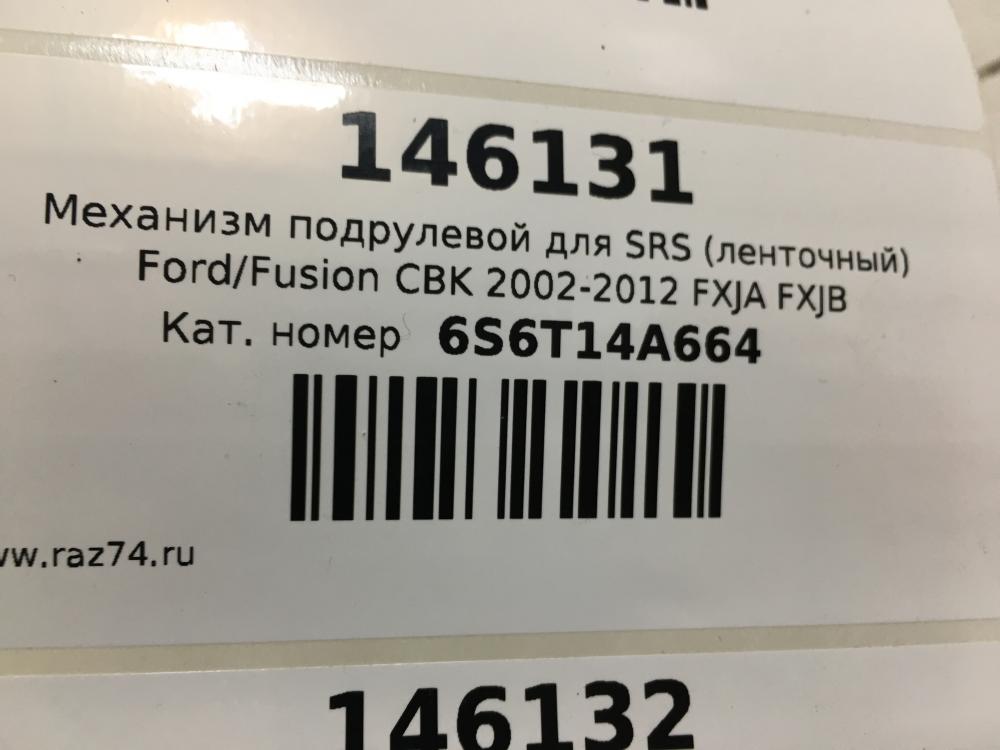 146131
Механизм подрулевой для SRS (ленточный)
Ford/Fusion CBK 2002-2012 FXJA FXJB
Кат. номер 6S6T14A664
ww.raz74.ru
146132